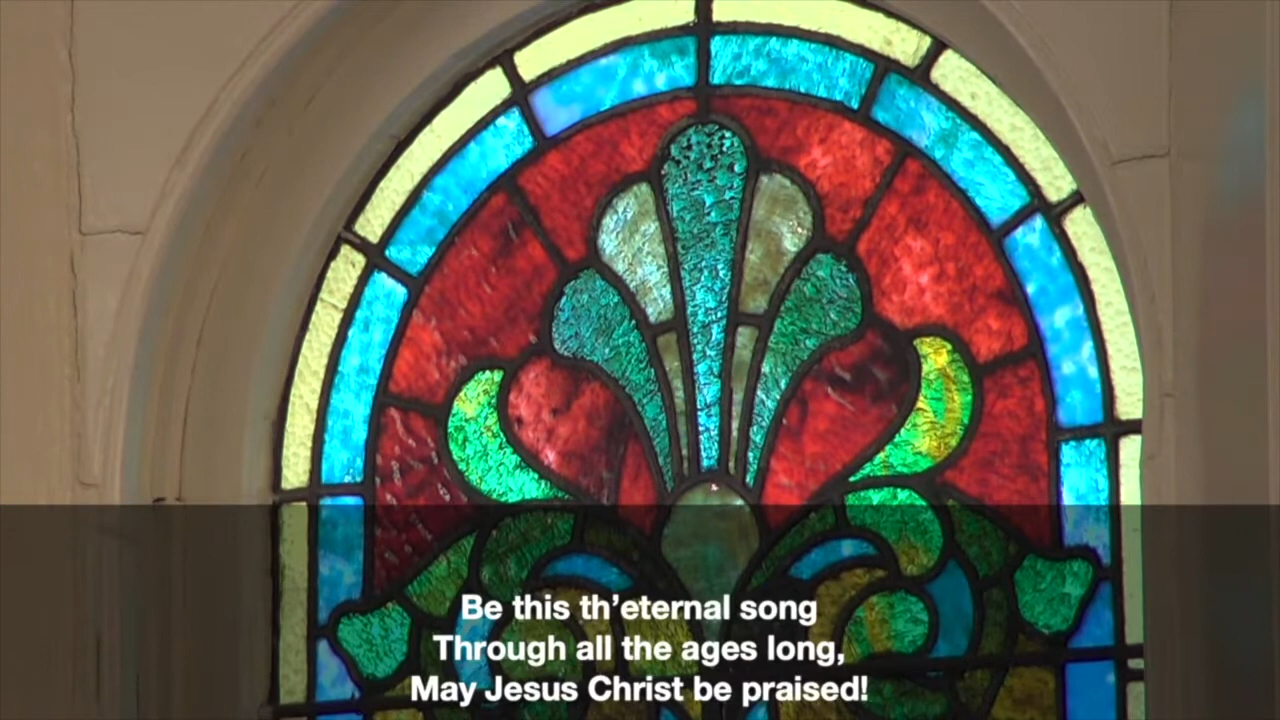 Be this th’eternal song
Through all the ages long,
May Jesus Christ be praised!